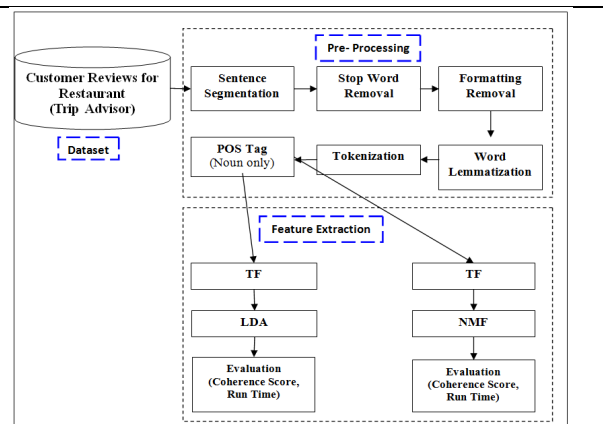 Pre- Processing
Customer Reviews for
Restaurant
(Trip Advisor)
Dataset
Sentence
Segmentation
Stop Word
Removal
Formatting
Removal
POS Tag
(Noun only)
Tokenization
Word
Lemmatization
Feature Extraction
TF
TF
LDA
NMF
Evaluation
(Coherence Score,
Run Time)
Evaluation
(Coherence Score,
Run Time)